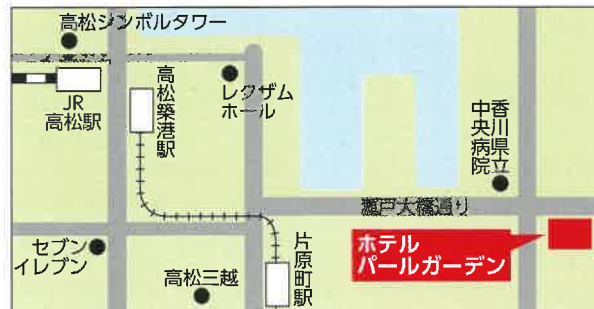 高松シンボルタワー
JR
高松駅
高松築港駅
レクザム
ホール
香川県立
中央病院
瀬戸大橋通り
セブン
イレブン
高松三越
片原町駅
ホテル
パールガーデン